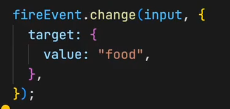 fireEvent.change(input, {
  target: {
    value: "food",
  },
});